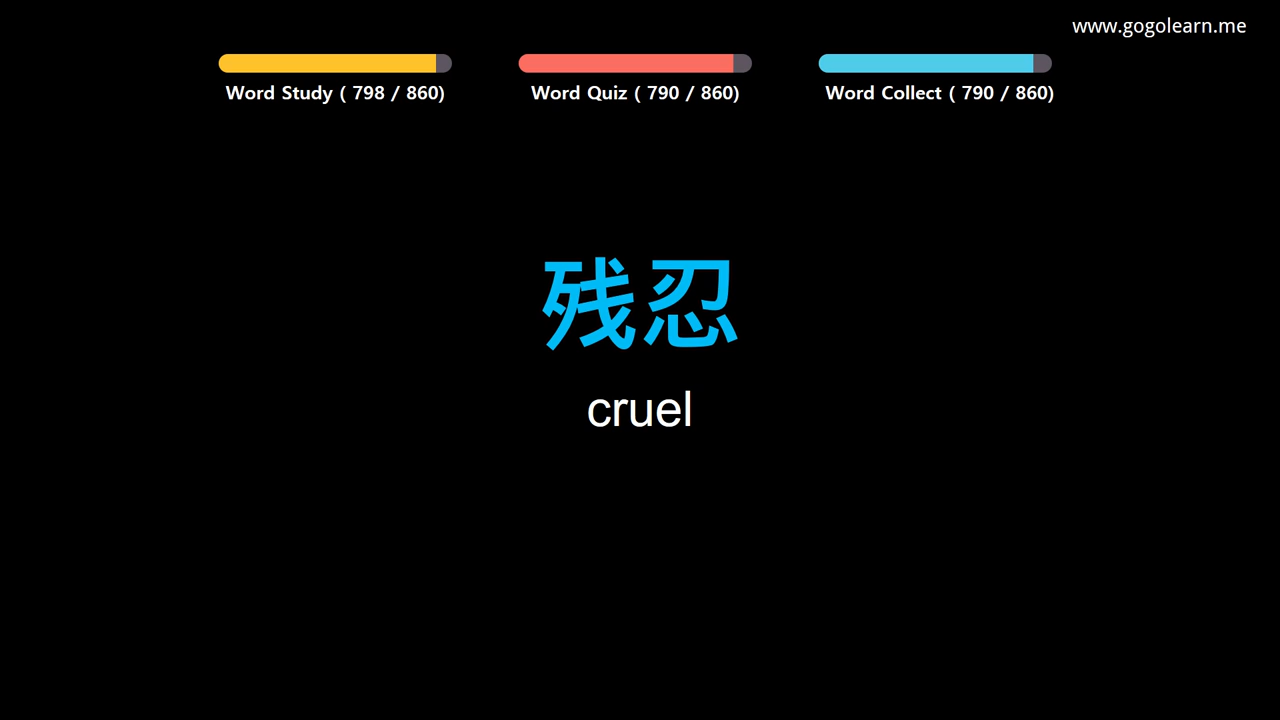 www.gogolearn.me
Word Study ( 798 / 860)
Word Quiz ( 790 / 860)
Word Collect ( 790 / 860)
残忍
cruel